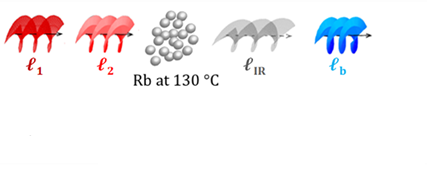 ℓ1 ℓ2 ℓIR ℓb
Rb at 130 °C